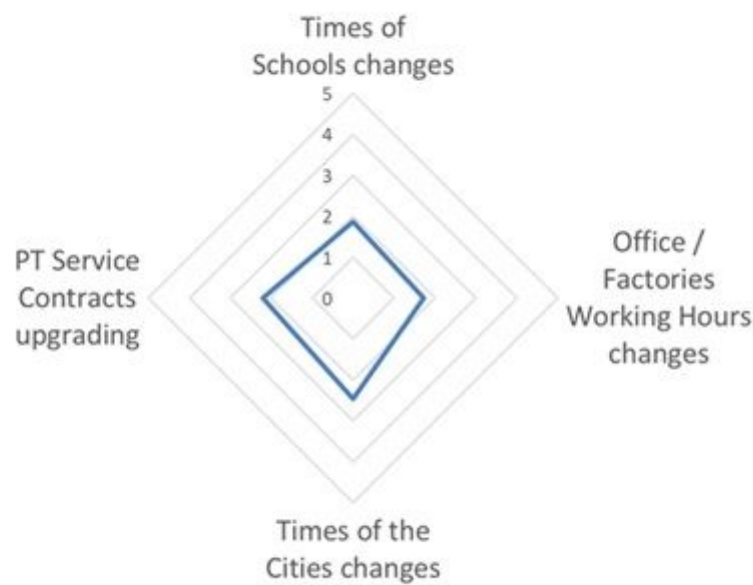 Times of
Schools changes
5
4
3
2
1
0
PT Service
Contracts
upgrading
Office /
Factories
Working Hours
changes
Times of the
Cities changes